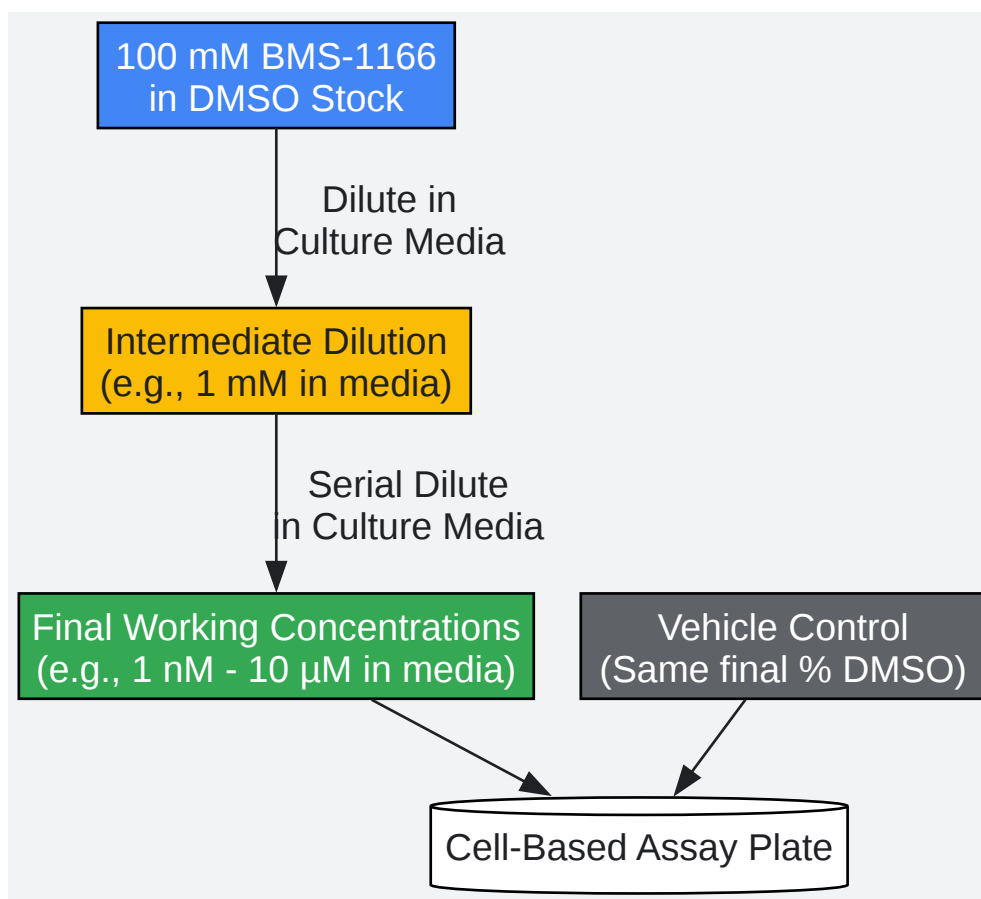 100 mM BMS-1166
in DMSO Stock
Dilute in
Culture Media
Intermediate Dilution
(e.g., 1 mM in media)
Serial Dilute
in Culture Media
Final Working Concentrations
(e.g., 1 nM - 10 µM in media)
Vehicle Control
(Same final % DMSO)
Cell-Based Assay Plate